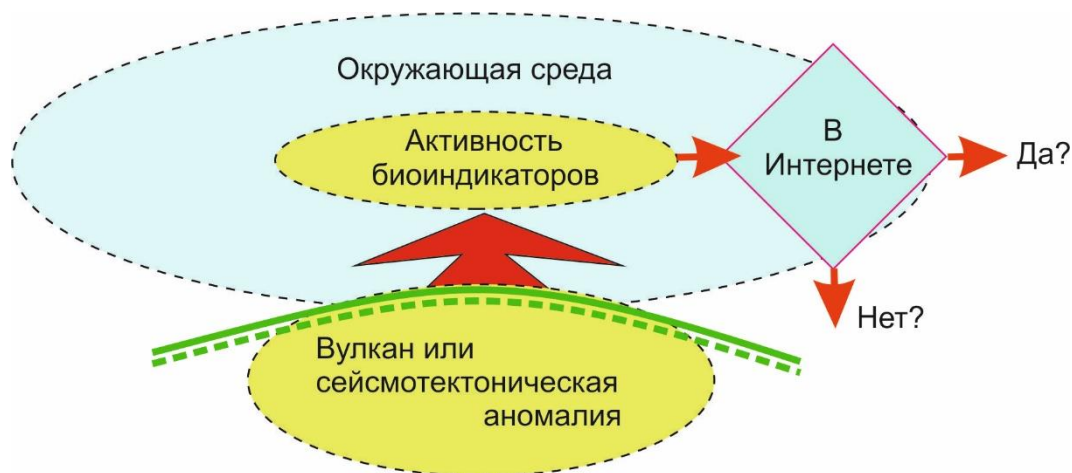 Окружающая среда
Активность
биоиндикаторов
В
Интернете
Да?
Нет?
Вулкан или
сейсмотектоническая
аномалия